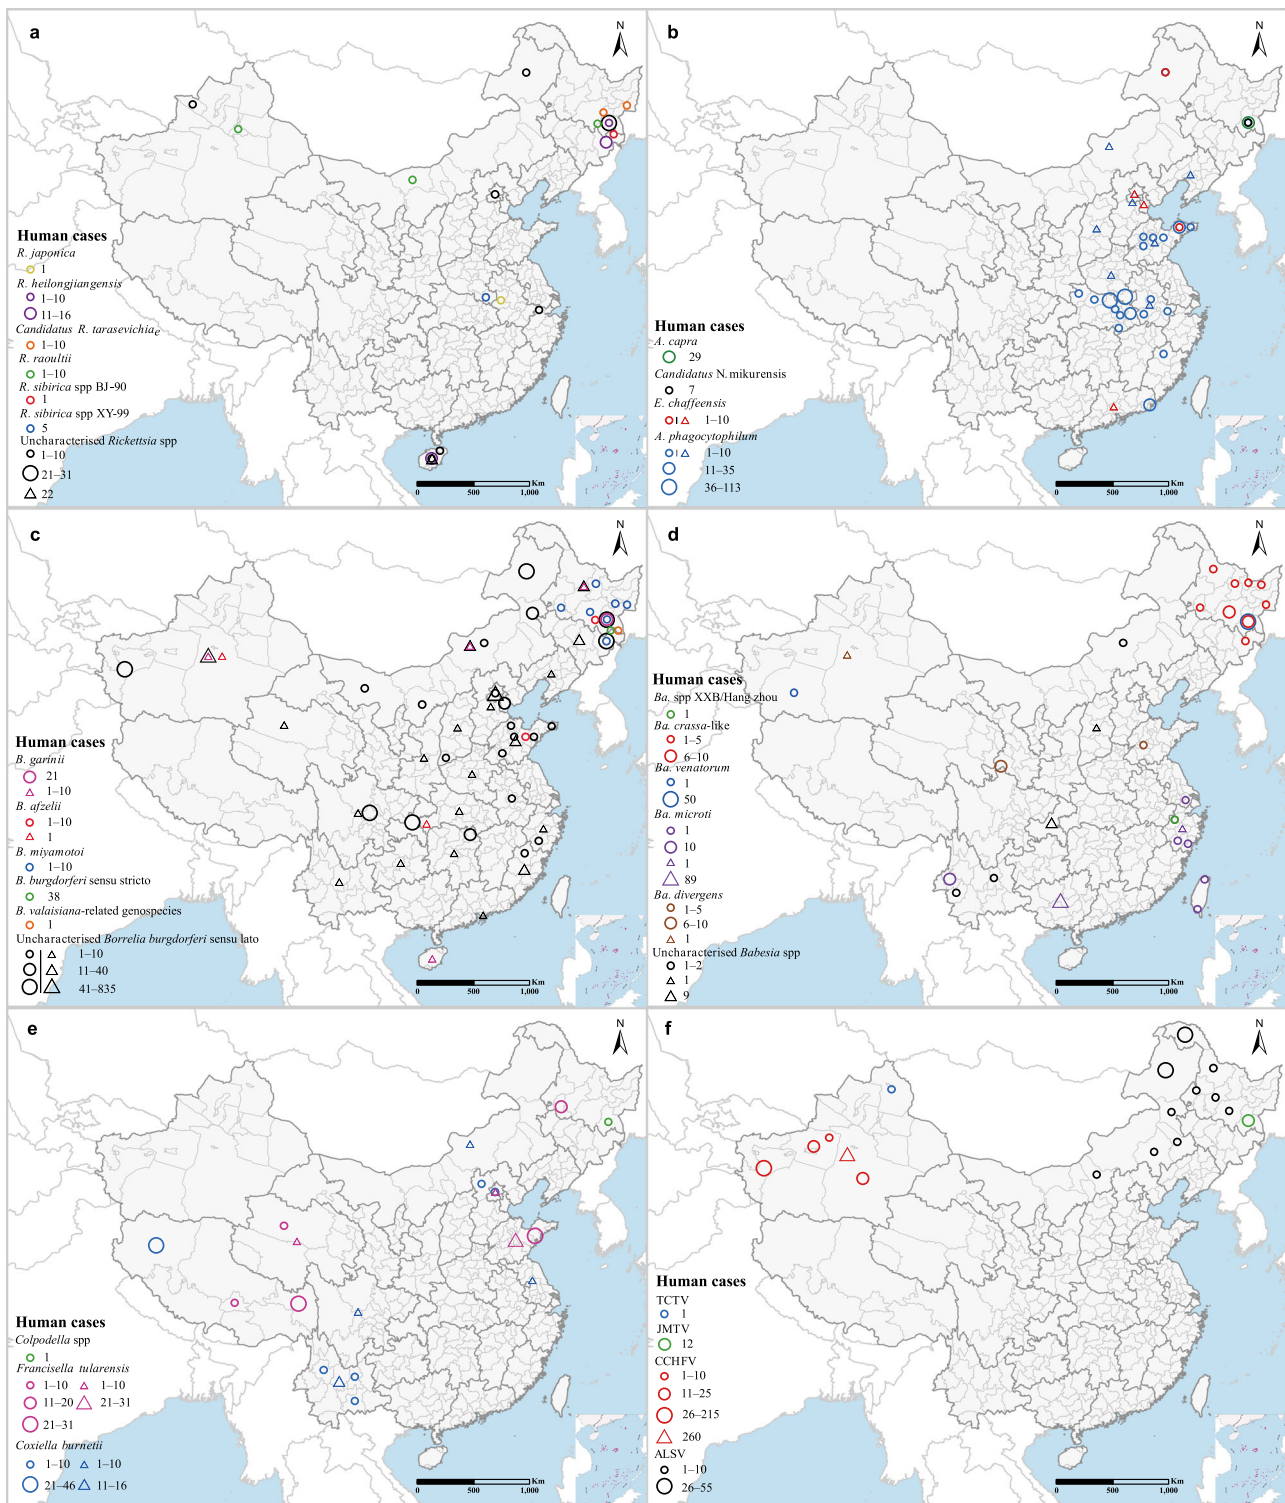 a
N
Human cases
R. japonica
1
R. heilongjiangensis
1–10
11–16
Candidatus R. tarasevichiae
1–10
R. raoultii
1–10
R. sibirica spp BJ-90
1
R. sibirica spp XY-99
5
Uncharacterised Rickettsia spp
1–10
21–31
22
0 500 1,000 Km
b
N
Human cases
A. capra
29
Candidatus N. mikurensis
7
E. chaffeensis
1–10
A. phagocytophilum
1–10
11–35
36–113
0 500 1,000 Km
c
N
Human cases
B. garinii
21
1–10
B. afzelii
1–10
1
B. miyamotoi
1–10
B. burgdorferi sensu stricto
38
B. valaisiana-related genospecies
1
Uncharacterised Borrelia burgdorferi sensu lato
1–10
11–40
41–835
0 500 1,000 Km
d
N
Human cases
Ba. spp XXB/Hang zhou
1
Ba. crassa-like
1–5
6–10
Ba. venatorum
1
50
Ba. microti
1
10
1
89
Ba. divergens
1–5
6–10
1
Uncharacterised Babesia spp
1–2
1
9
0 500 1,000 Km
e
N
Human cases
Colpodella spp
1
Francisella tularensis
1–10 1–10
11–20 21–31
21–31
Coxiella burnetii
1–10 1–10
21–46 11–16
0 500 1,000 Km
f
N
Human cases
TCTV
1
JMTV
12
CCHFV
1–10
11–25
26–215
260
ALSV
1–10
26–55
0 500 1,000 Km